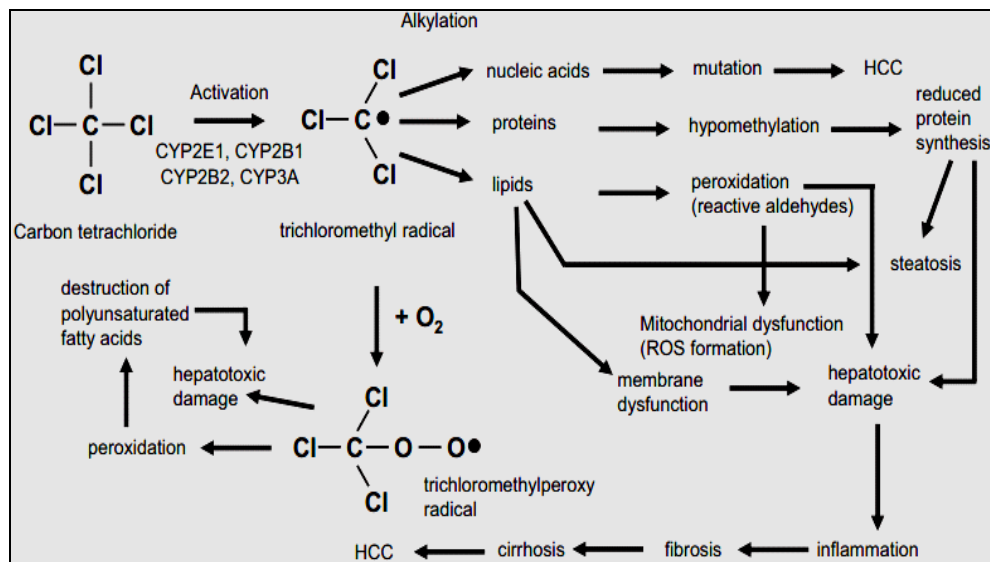 Alkylation
Cl
Cl
Activation
nucleic acids
mutation
HCC
Cl
C
Cl
Cl
C
proteins
hypomethylation
reduced
protein
synthesis
CYP2E1, CYP2B1
CYP2B2, CYP3A
Cl
Cl
lipids
peroxidation
(reactive aldehydes)
Carbon tetrachloride
trichloromethyl radical
steatosis
destruction of
polyunsaturated
fatty acids
+ O₂
Mitochondrial dysfunction
(ROS formation)
hepatotoxic
damage
membrane
dysfunction
hepatotoxic
damage
Cl
peroxidation
Cl
C
O
O
Cl
trichloromethylperoxy
radical
HCC
cirrhosis
fibrosis
inflammation